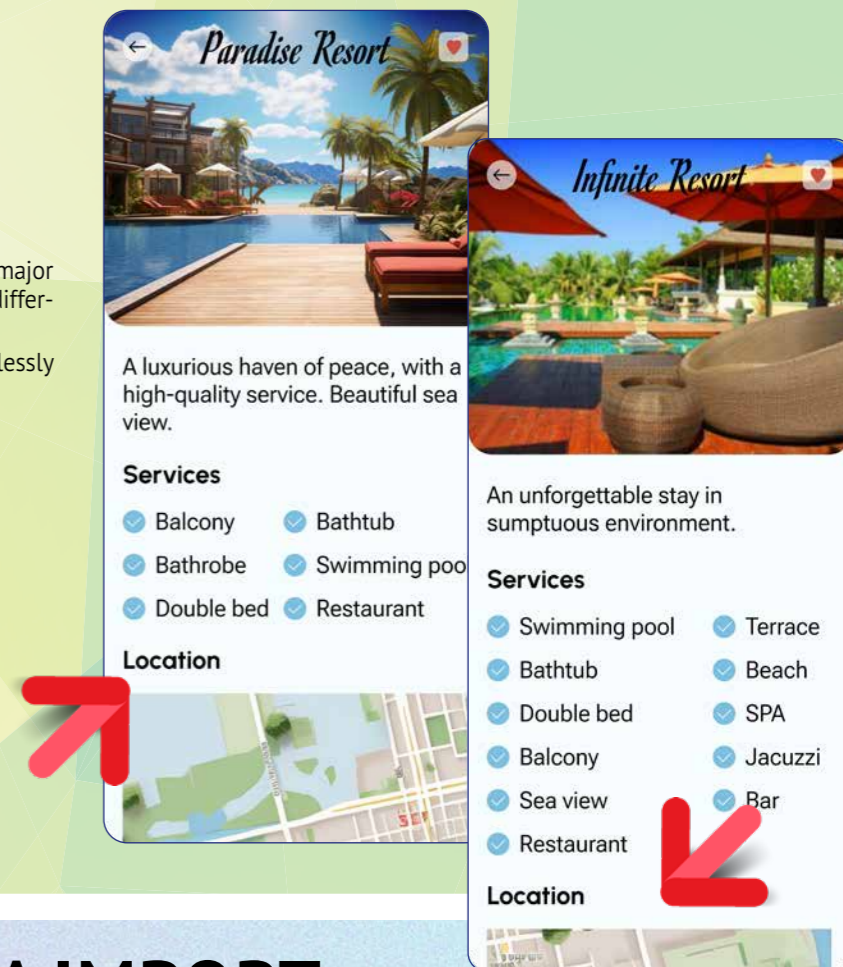 major
differ-
lessly
Paradise Resort
A luxurious haven of peace, with a
high-quality service. Beautiful sea
view.
Services
Balcony
Bathtub
Bathrobe
Swimming poo
Double bed
Restaurant
Location
Infinite Resort
An unforgettable stay in
sumptuous environment.
Services
Swimming pool
Terrace
Bathtub
Beach
Double bed
SPA
Balcony
Jacuzzi
Sea view
Bar
Restaurant
Location
A IMPORT